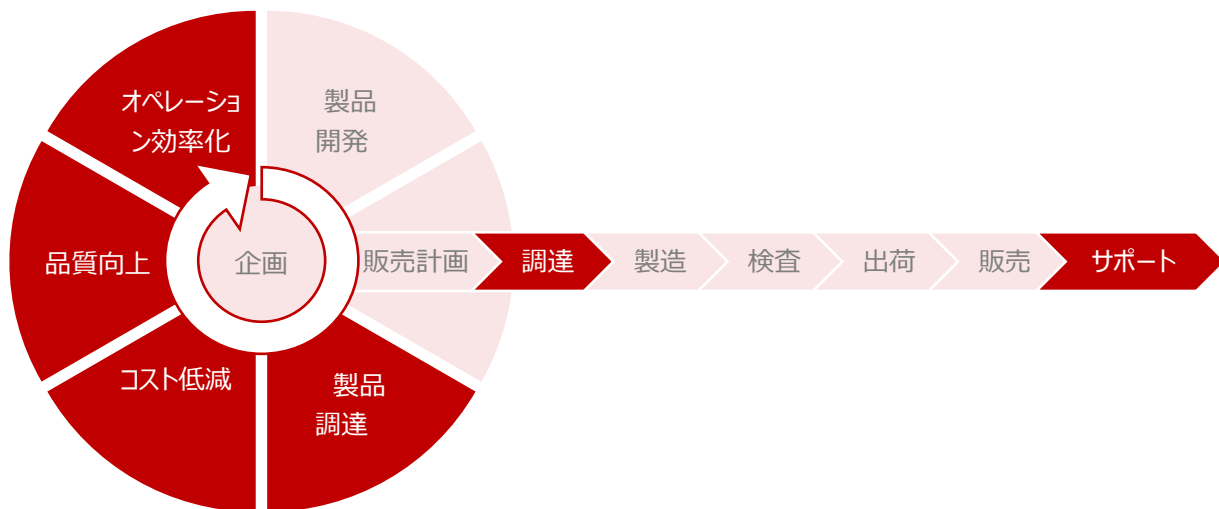 オペレーショ
ン効率化
製品
開発
品質向上
企画
販売計画
調達
製造
検査
出荷
販売
サポート
コスト低減
製品
調達